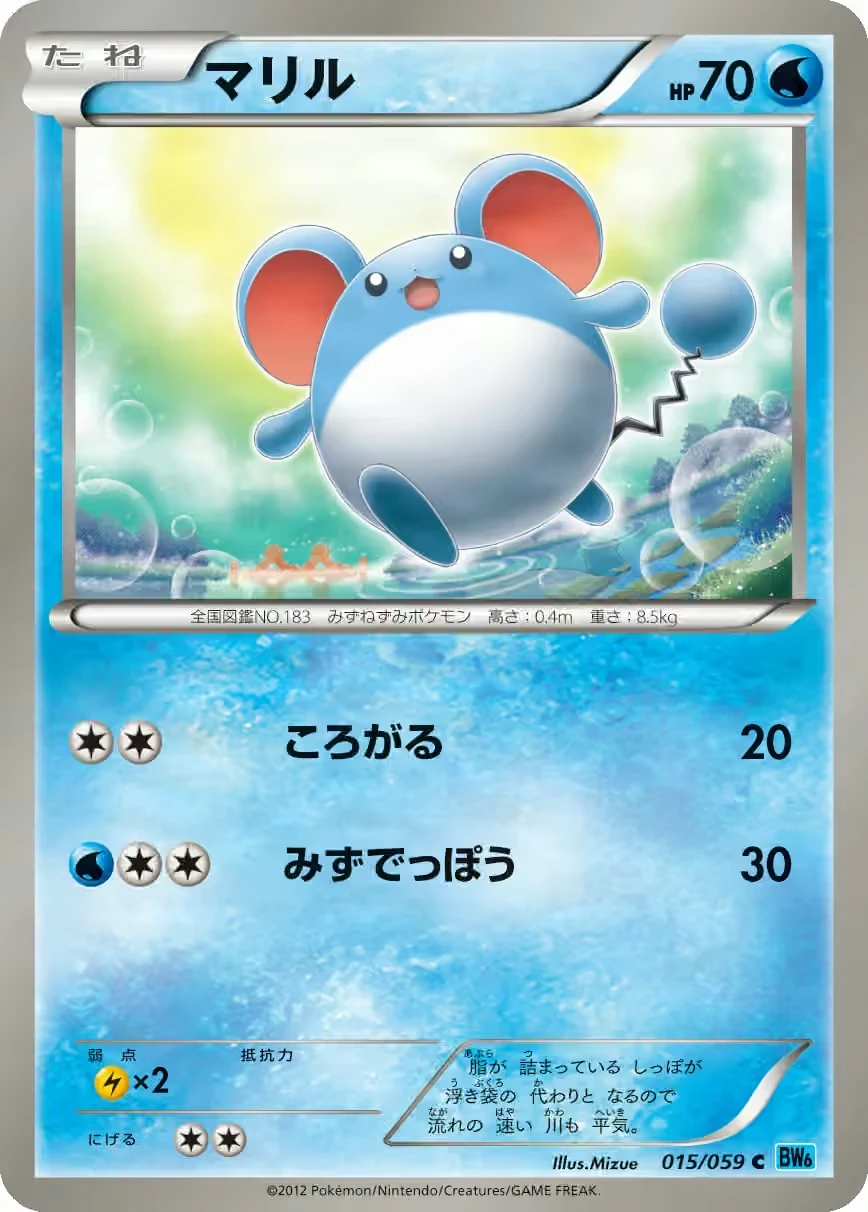 たね マリル HP70
全国図鑑NO.183 みずねずみポケモン 高さ：0.4m 重さ：8.5kg
ころがる 20
みずでっぽう 30
弱点 抵抗力
×2
にげる
脂が 詰まっている しっぽが
浮き袋の 代わりと なるので
流れの 速い 川も 平気。
Illus.Mizue 015/059 C BW6
©2012 Pokémon/Nintendo/Creatures/GAME FREAK.